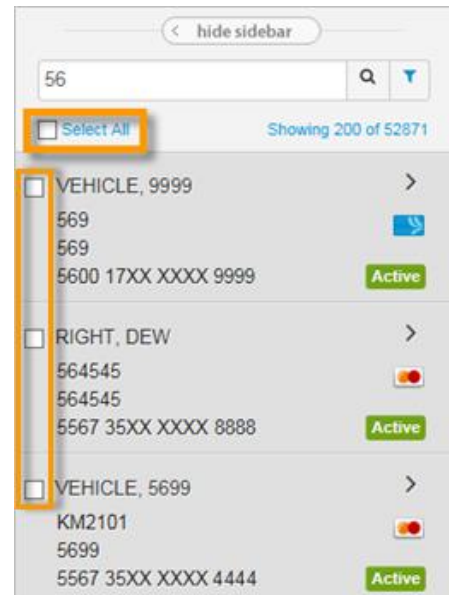 hide sidebar
56
Select All Showing 200 of 52871
VEHICLE, 9999
569
569
5600 17XX XXXX 9999 Active
RIGHT, DEW
564545
564545
5567 35XX XXXX 8888 Active
VEHICLE, 5699
KM2101
5699
5567 35XX XXXX 4444 Active